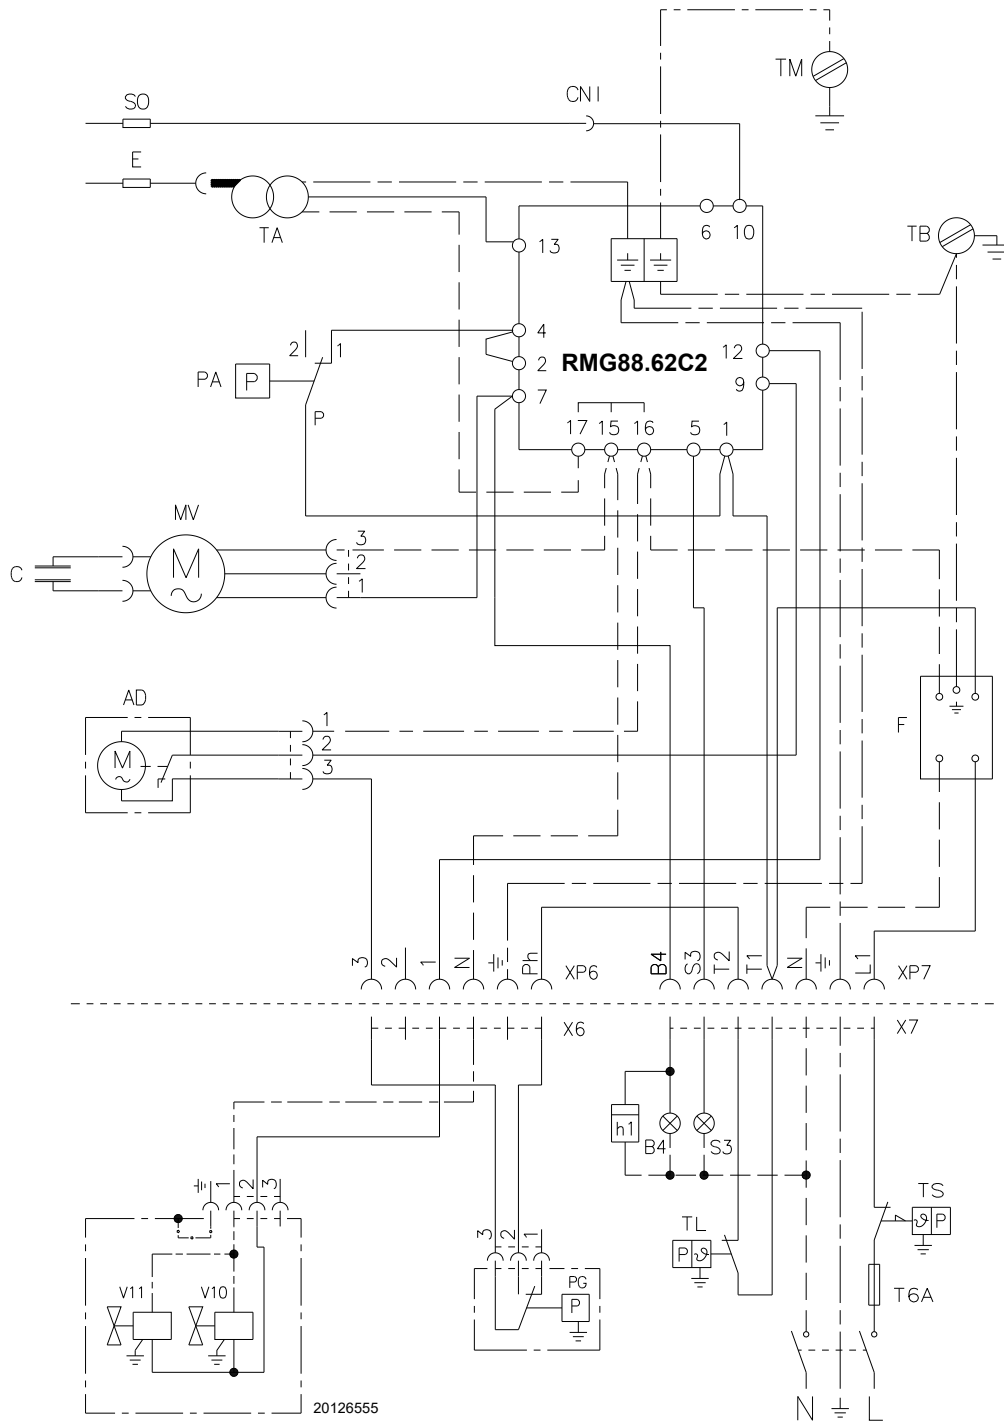 TM
CN1
SO
E
TA
6 10
TB
13
4
2 1
2
RMG88.62C2
12
PA P
9
7
P
17 15 16 5 1
MV
3
C
M
2
1
AD
1
F
M
2
3
3 2 1 N Ph XP6
B4 S3 T2 T1 N L1 XP7
X6
X7
h1
B4 S3
1 2 3
3 2 1
TL
TS
P ϑ
ϑ P
V11 V10
PG
P
T6A
20126555
N L